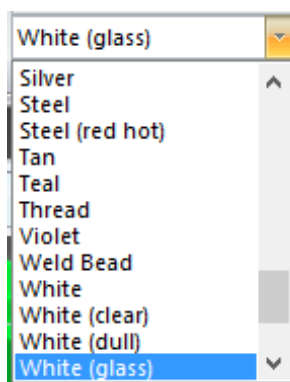 White (glass)
Silver
Steel
Steel (red hot)
Tan
Teal
Thread
Violet
Weld Bead
White
White (clear)
White (dull)
White (glass)